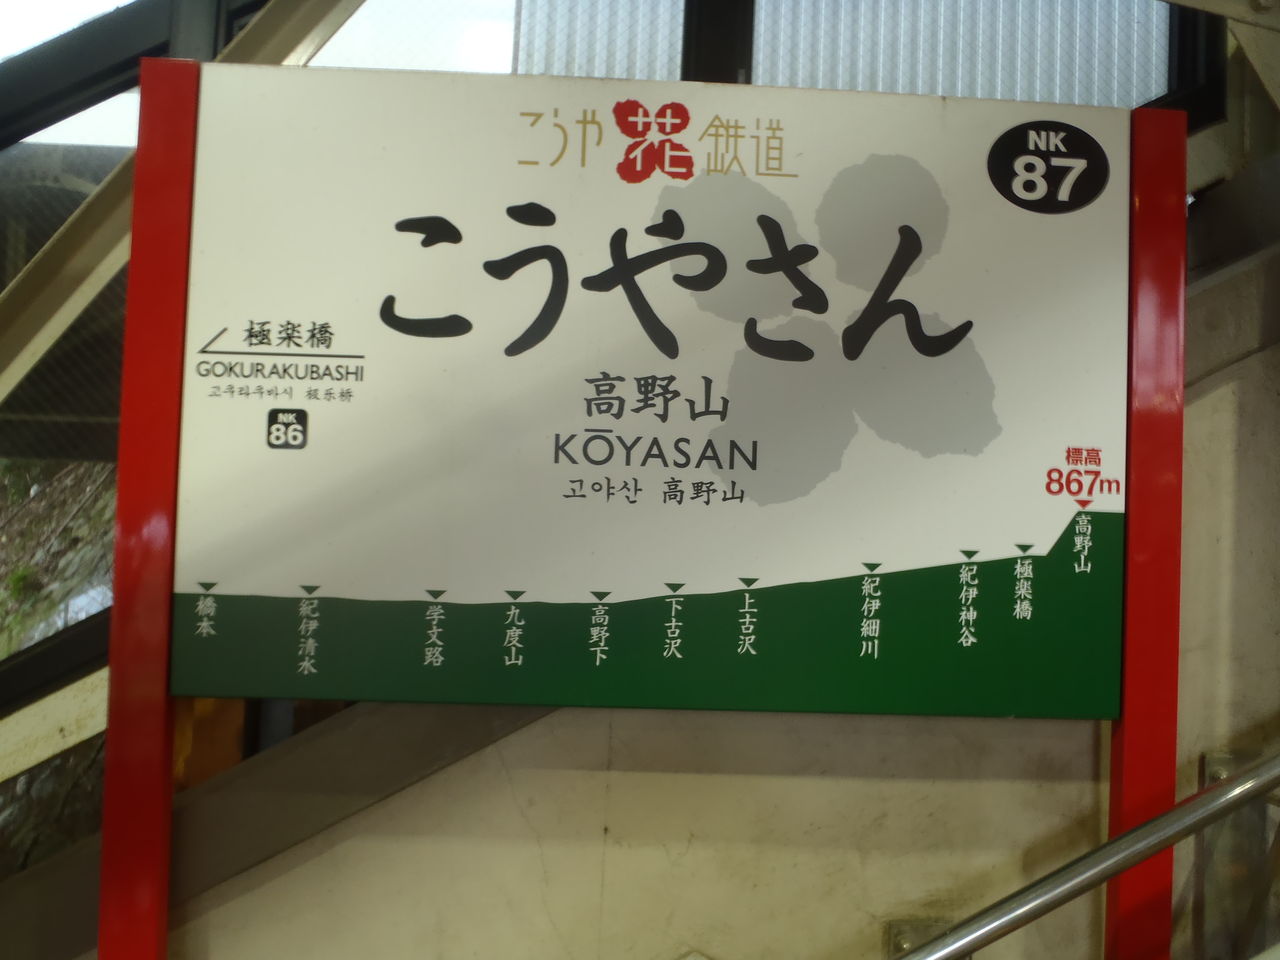 こうや花鉄道
NK
87
こうやさん
極楽橋
GOKURAKUBASHI
고쿠라쿠바시 极乐桥
NK
86
高野山
KŌYASAN
고야산 高野山
標高
867m
橋本
紀伊清水
学文路
九度山
高野下
下古沢
上古沢
紀伊細川
紀伊神谷
極楽橋
高野山